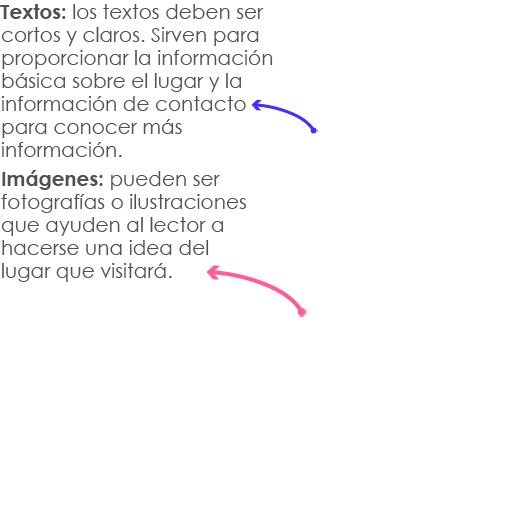 Textos: los textos deben ser
cortos y claros. Sirven para
proporcionar la información
básica sobre el lugar y la
información de contacto
para conocer más
información.
Imágenes: pueden ser
fotografías o ilustraciones
que ayuden al lector a
hacerse una idea del
lugar que visitará.